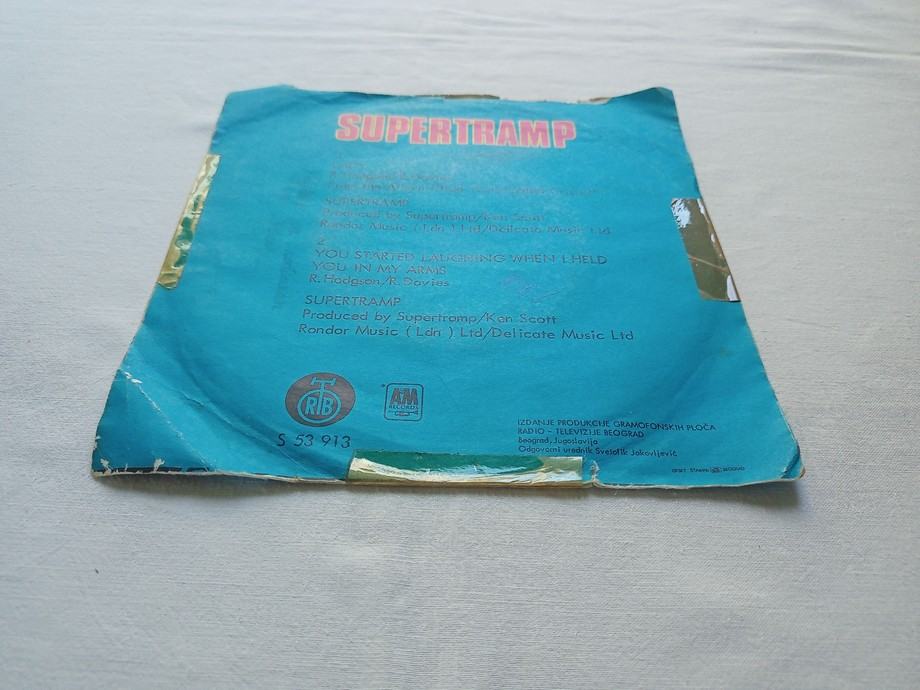 SUPERTRAMP
SUPERTRAMP
Produced by Supertramp/Ken Scott
Rondor Music ( Ldn ) Ltd/Delicate Music Ltd
2.
YOU STARTED LAUGHING WHEN I HELD
YOU IN MY ARMS
R. Hodgson/R. Davies
SUPERTRAMP
Produced by Supertramp/Ken Scott
Rondor Music ( Ldn ) Ltd/Delicate Music Ltd
RTB
A&M
RECORDS
S 53 913
IZDANJE PRODUKCIJE GRAMOFONSKIH PLOČA
RADIO - TELEVIZIJE BEOGRAD
Beograd, Jugoslavija
Odgovorni urednik Svetolik Jakovljević